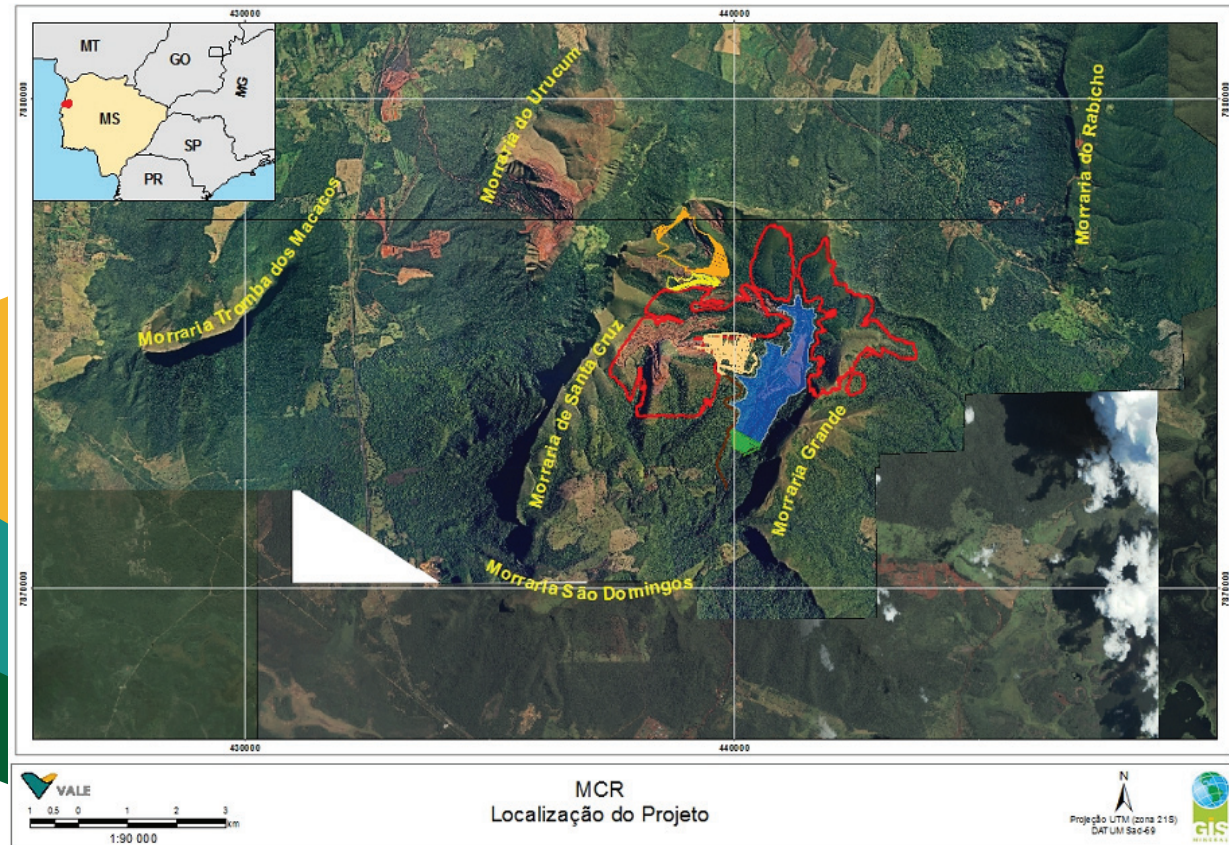 430000
440000
MT
GO
MG
MS
SP
PR
7880000
7880000
Morraria do Urucum
Morraria do Rabicho
Morraria Tromba dos Macacos
Morraria de Santa Cruz
Morraria Grande
Morraria São Domingos
7870000
7870000
430000
440000
VALE
1 0.5 0 1 2 3
km
1:90 000
MCR
Localização do Projeto
N
Projeção UTM (zona 21S)
DATUM Sad-69
GIS
MINERAL